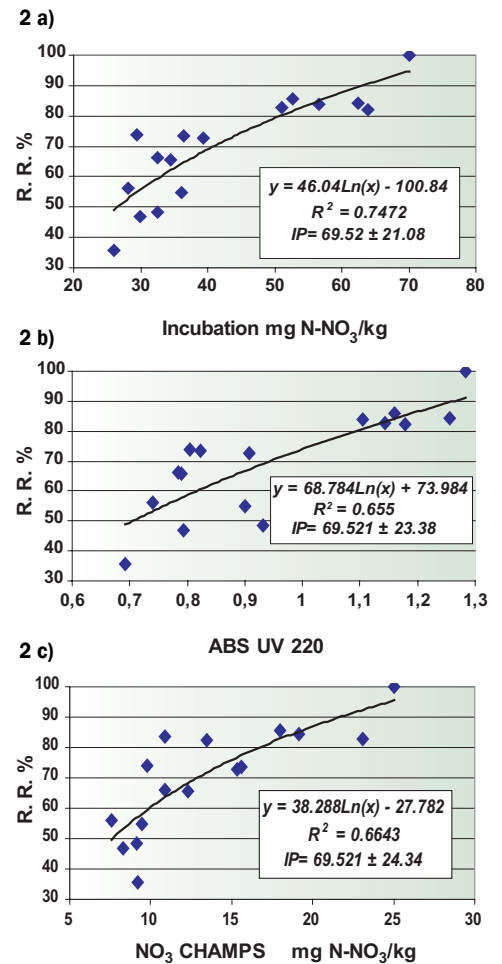 2 a)
100
90
80
70
60
50
40
30
R. R. %
y = 46.04Ln(x) - 100.84
R² = 0.7472
IP= 69.52 ± 21.08
20 30 40 50 60 70 80
Incubation mg N-NO₃/kg
2 b)
100
90
80
70
60
50
40
30
R. R. %
y = 68.784Ln(x) + 73.984
R² = 0.655
IP= 69.521 ± 23.38
0,6 0,7 0,8 0,9 1 1,1 1,2 1,3
ABS UV 220
2 c)
100
90
80
70
60
50
40
30
R. R. %
y = 38.288Ln(x) - 27.782
R² = 0.6643
IP= 69.521 ± 24.34
5 10 15 20 25 30
NO₃ CHAMPS mg N-NO₃/kg